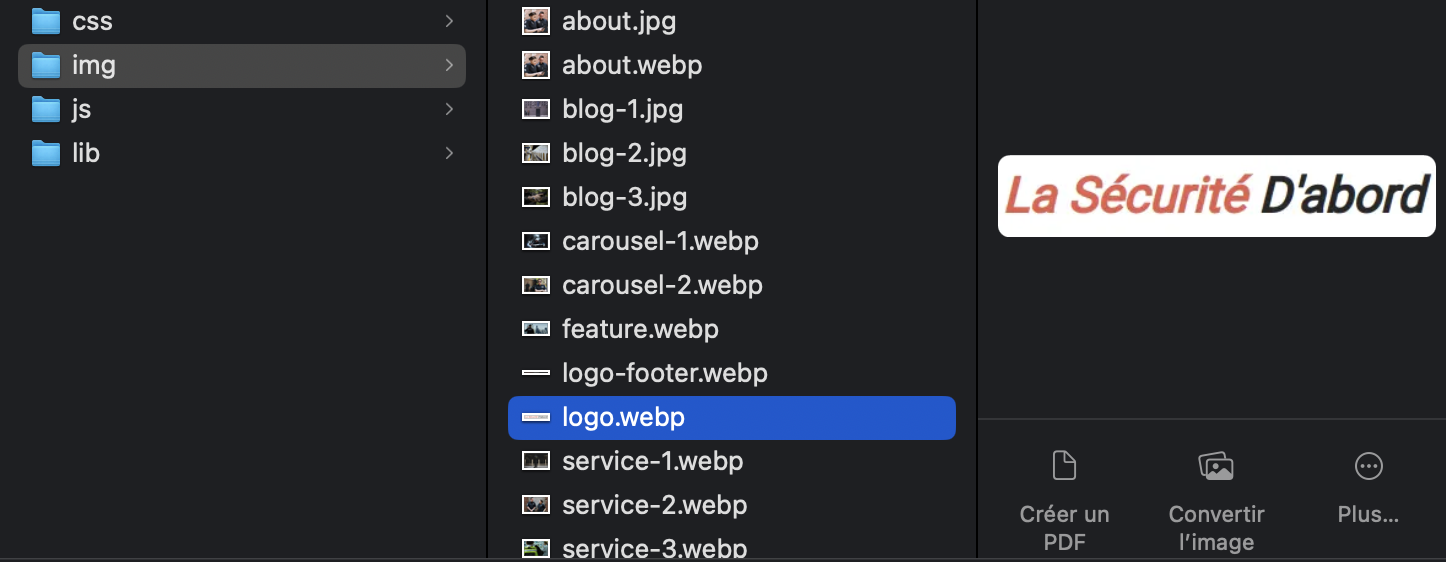 css
img
js
lib
about.jpg
about.webp
blog-1.jpg
blog-2.jpg
blog-3.jpg
carousel-1.webp
carousel-2.webp
feature.webp
logo-footer.webp
logo.webp
service-1.webp
service-2.webp
service-3.webp
La Sécurité D'abord
Créer un
PDF
Convertir
l’image
Plus...